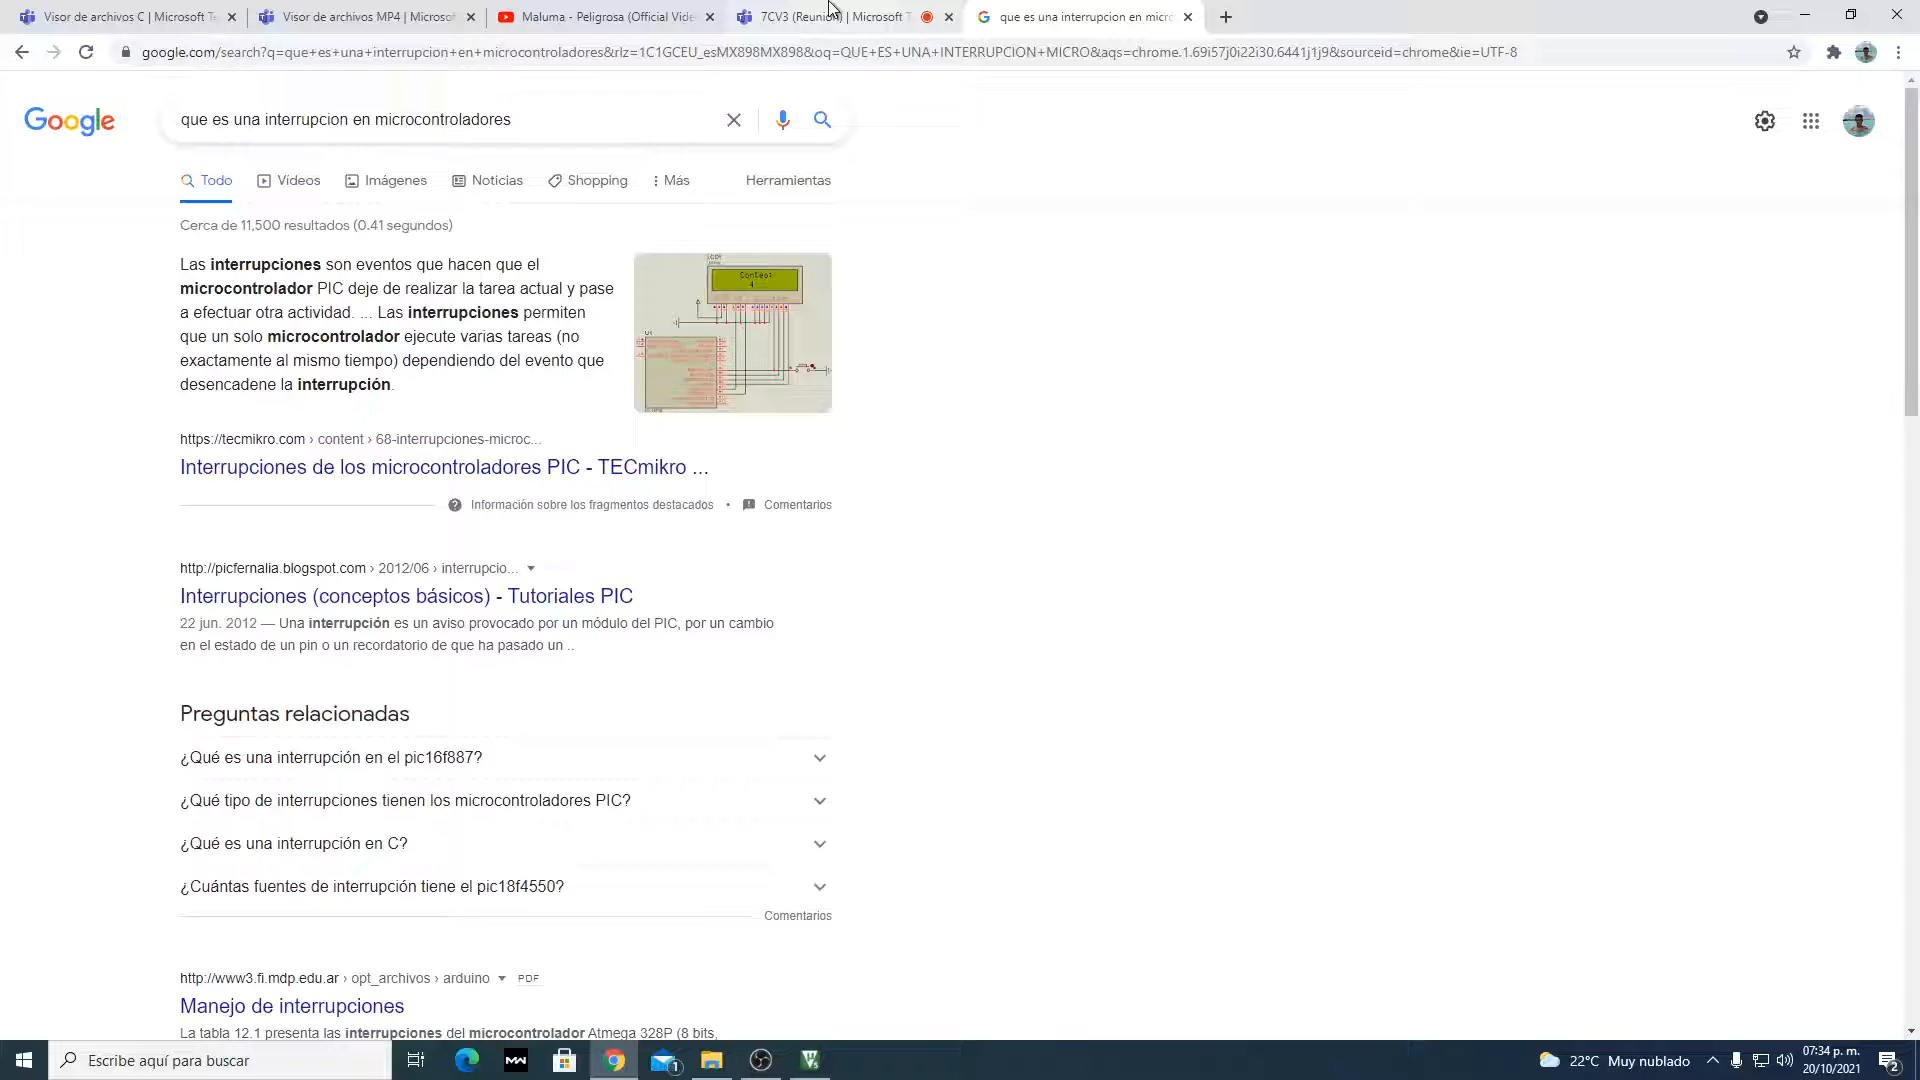 Visor de archivos C | Microsoft Te
Visor de archivos MP4 | Microsof
Maluma - Peligrosa (Official Vide
7CV3 (Reunión) | Microsoft T
que es una interrupcion en micro
google.com/search?q=que+es+una+interrupcion+en+microcontroladores&rlz=1C1GCEU_esMX898MX898&oq=QUE+ES+UNA+INTERRUPCION+MICRO&aqs=chrome.1.69i57j0i22i30.6441j1j9&sourceid=chrome&ie=UTF-8
Google
que es una interrupcion en microcontroladores
Todo
Vídeos
Imágenes
Noticias
Shopping
Más
Herramientas
Cerca de 11,500 resultados (0.41 segundos)
Las interrupciones son eventos que hacen que el
microcontrolador PIC deje de realizar la tarea actual y pase
a efectuar otra actividad. ... Las interrupciones permiten
que un solo microcontrolador ejecute varias tareas (no
exactamente al mismo tiempo) dependiendo del evento que
desencadene la interrupción.
LCD1
Conteo:
4
U1
https://tecmikro.com › content › 68-interrupciones-microc...
Interrupciones de los microcontroladores PIC - TECmikro ...
Información sobre los fragmentos destacados • Comentarios
http://picfernalia.blogspot.com › 2012/06 › interrupcio...
Interrupciones (conceptos básicos) - Tutoriales PIC
22 jun. 2012 — Una interrupción es un aviso provocado por un módulo del PIC, por un cambio
en el estado de un pin o un recordatorio de que ha pasado un ..
Preguntas relacionadas
¿Qué es una interrupción en el pic16f887?
¿Qué tipo de interrupciones tienen los microcontroladores PIC?
¿Qué es una interrupción en C?
¿Cuántas fuentes de interrupción tiene el pic18f4550?
Comentarios
http://www3.fi.mdp.edu.ar › opt_archivos › arduino PDF
Manejo de interrupciones
La tabla 12.1 presenta las interrupciones del microcontrolador Atmega 328P (8 bits,
Escribe aquí para buscar
MW
1
22°C Muy nublado
07:34 p. m.
20/10/2021
2